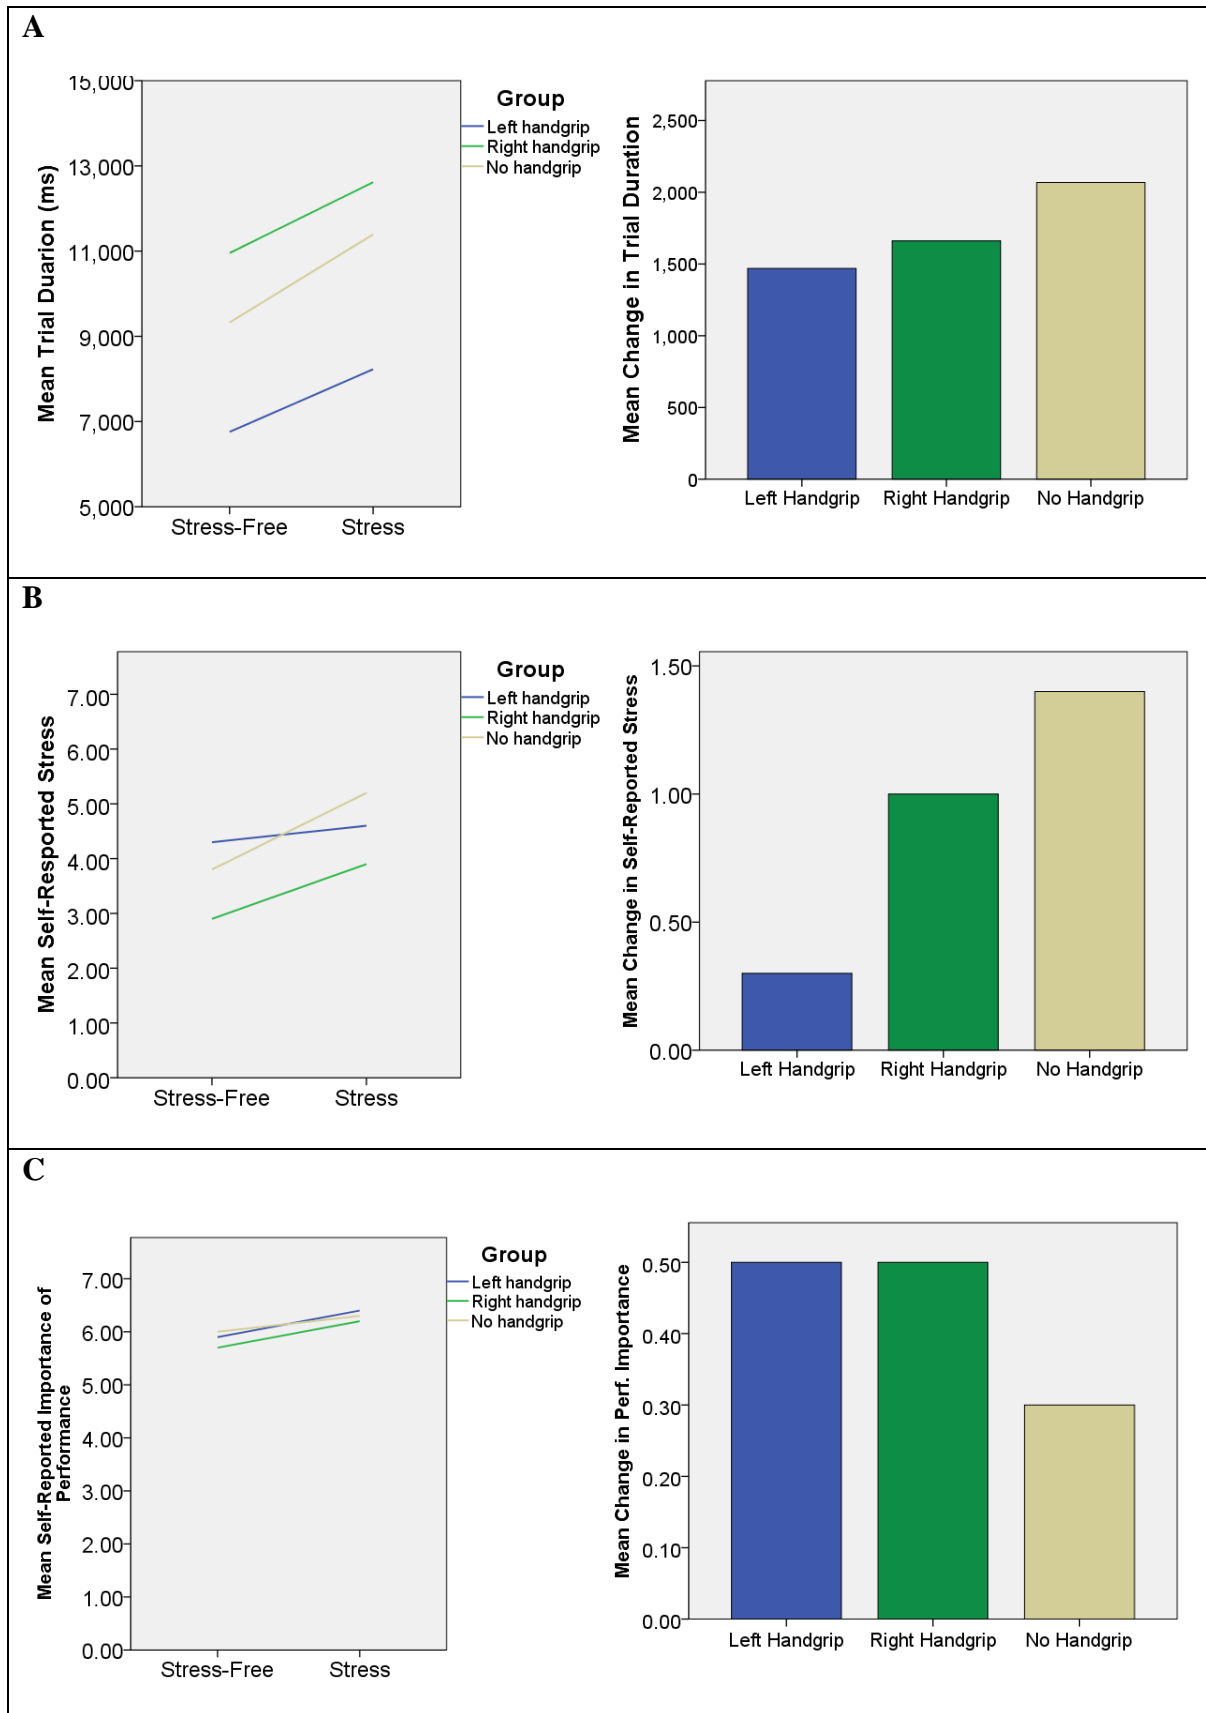 A
Mean Trial Duarion (ms)
15,000
13,000
11,000
9,000
7,000
5,000
Stress-Free Stress
Group
Left handgrip
Right handgrip
No handgrip
Mean Change in Trial Duration
2,500
2,000
1,500
1,000
500
0
Left Handgrip Right Handgrip No Handgrip
B
Mean Self-Resported Stress
7.00
6.00
5.00
4.00
3.00
2.00
1.00
0.00
Stress-Free Stress
Group
Left handgrip
Right handgrip
No handgrip
Mean Change in Self-Reported Stress
1.50
1.00
0.50
0.00
Left Handgrip Right Handgrip No Handgrip
C
Mean Self-Reported Importance of
Performance
7.00
6.00
5.00
4.00
3.00
2.00
1.00
0.00
Stress-Free Stress
Group
Left handgrip
Right handgrip
No handgrip
Mean Change in Perf. Importance
0.50
0.40
0.30
0.20
0.10
0.00
Left Handgrip Right Handgrip No Handgrip